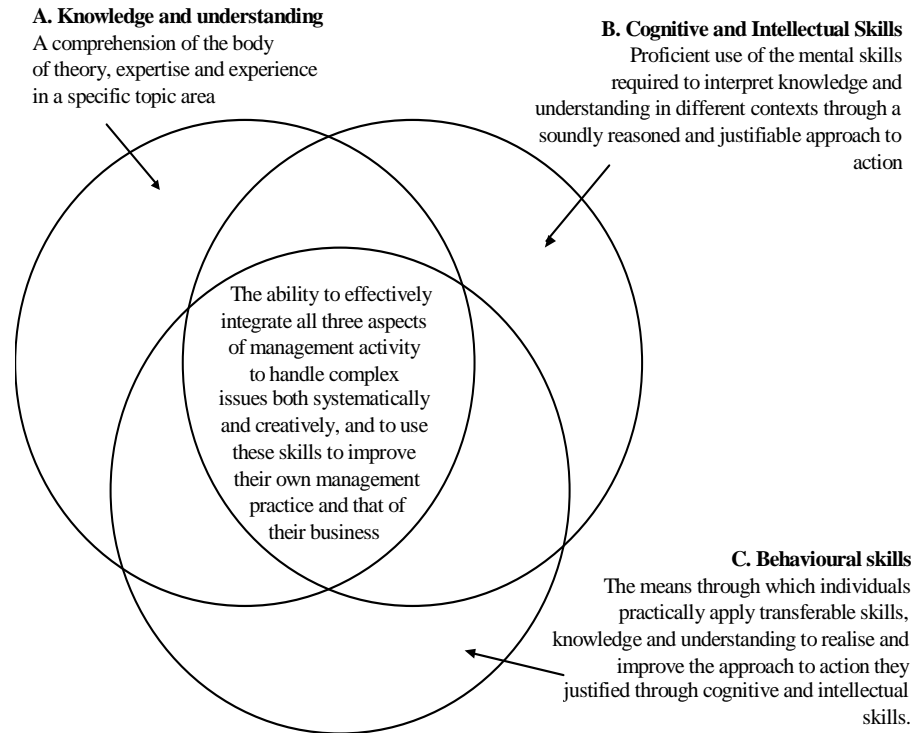 A. Knowledge and understanding
A comprehension of the body
of theory, expertise and experience
in a specific topic area
B. Cognitive and Intellectual Skills
Proficient use of the mental skills
required to interpret knowledge and
understanding in different contexts through a
soundly reasoned and justifiable approach to
action
The ability to effectively
integrate all three aspects
of management activity
to handle complex
issues both systematically
and creatively, and to use
these skills to improve
their own management
practice and that of
their business
C. Behavioural skills
The means through which individuals
practically apply transferable skills,
knowledge and understanding to realise and
improve the approach to action they
justified through cognitive and intellectual
skills.